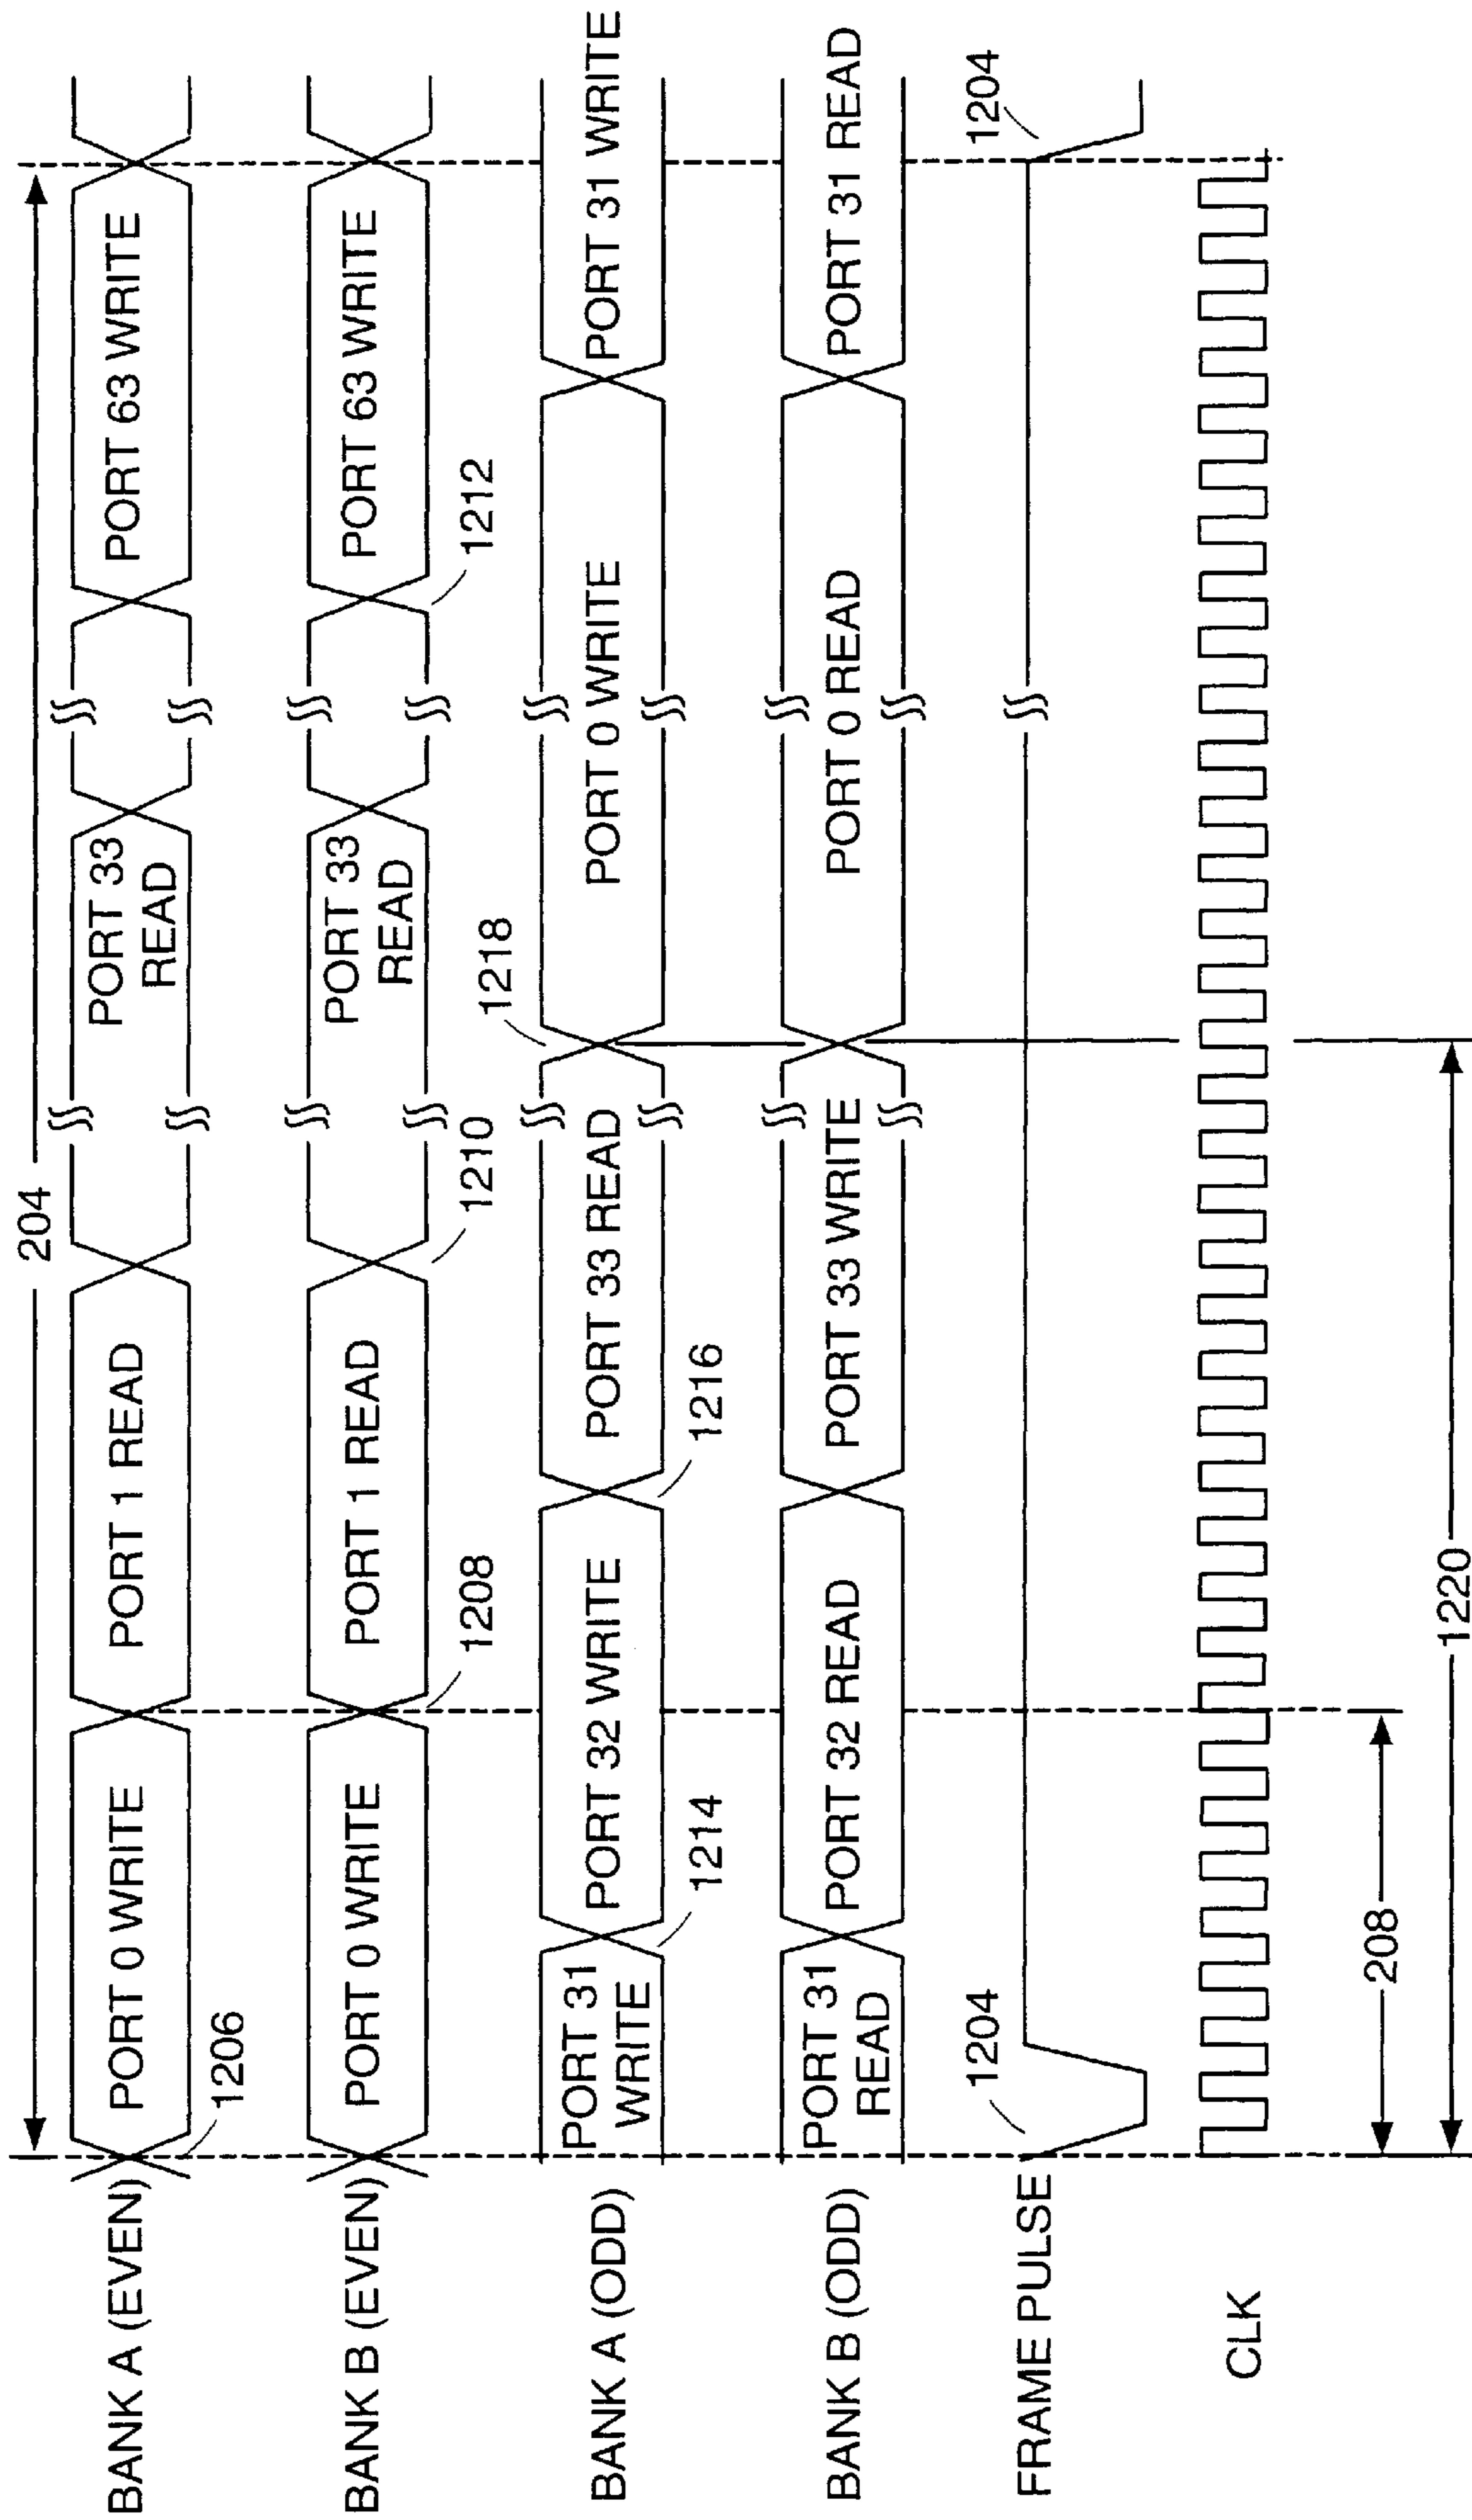 204
BANK A (EVEN)
PORT 0 WRITE
PORT 1 READ
PORT 33
READ
PORT 63 WRITE
1206
BANK B (EVEN)
PORT 0 WRITE
PORT 1 READ
PORT 33
READ
PORT 63 WRITE
1208
1210
1218
1212
BANK A (ODD)
PORT 31
WRITE
PORT 32 WRITE
PORT 33 READ
PORT 0 WRITE
PORT 31 WRITE
1214
1216
BANK B (ODD)
PORT 31
READ
PORT 32 READ
PORT 33 WRITE
PORT 0 READ
PORT 31 READ
1204
1204
FRAME PULSE
CLK
208
1220